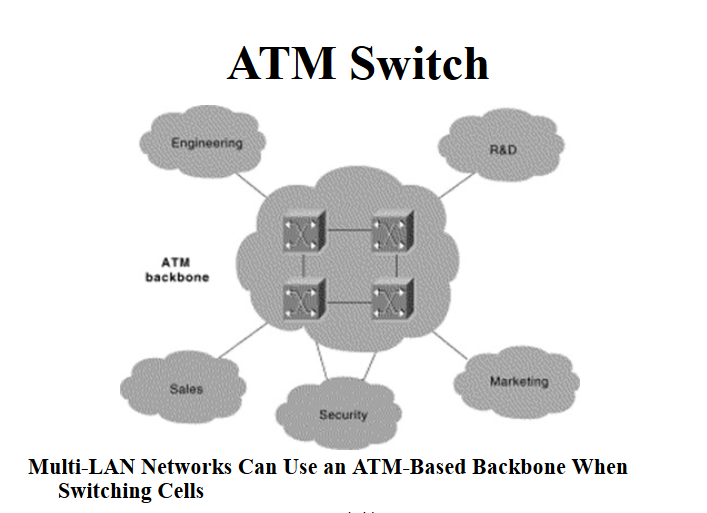 ATM Switch
Engineering
R&D
ATM
backbone
Sales
Security
Marketing
Multi-LAN Networks Can Use an ATM-Based Backbone When
Switching Cells